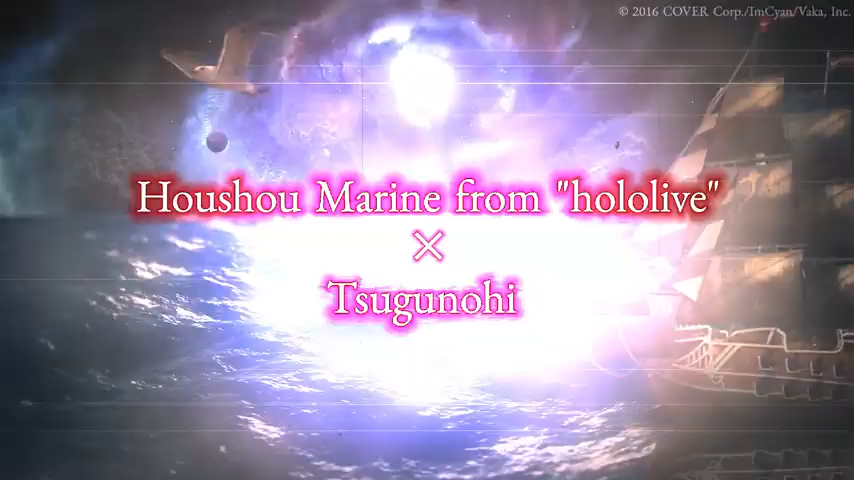 © 2016 COVER Corp./ImCyan/Vaka, Inc.
Houshou Marine from "hololive"
×
Tsugunohi